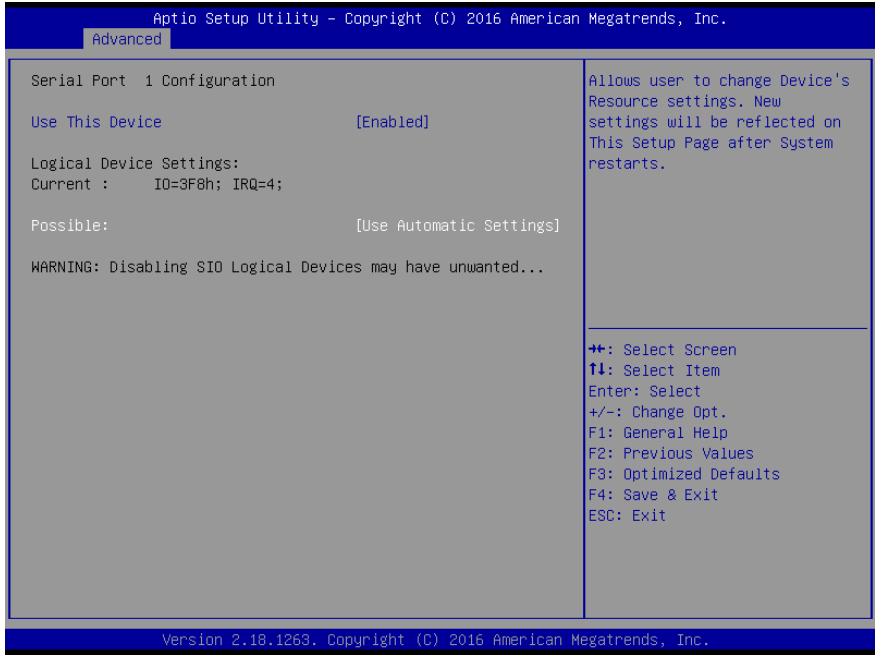 Aptio Setup Utility – Copyright (C) 2016 American Megatrends, Inc.
Advanced
Serial Port 1 Configuration
Use This Device [Enabled]
Logical Device Settings:
Current : IO=3F8h; IRQ=4;
Possible: [Use Automatic Settings]
WARNING: Disabling SIO Logical Devices may have unwanted...
Allows user to change Device's
Resource settings. New
settings will be reflected on
This Setup Page after System
restarts.
→←: Select Screen
↑↓: Select Item
Enter: Select
+/-: Change Opt.
F1: General Help
F2: Previous Values
F3: Optimized Defaults
F4: Save & Exit
ESC: Exit
Version 2.18.1263. Copyright (C) 2016 American Megatrends, Inc.